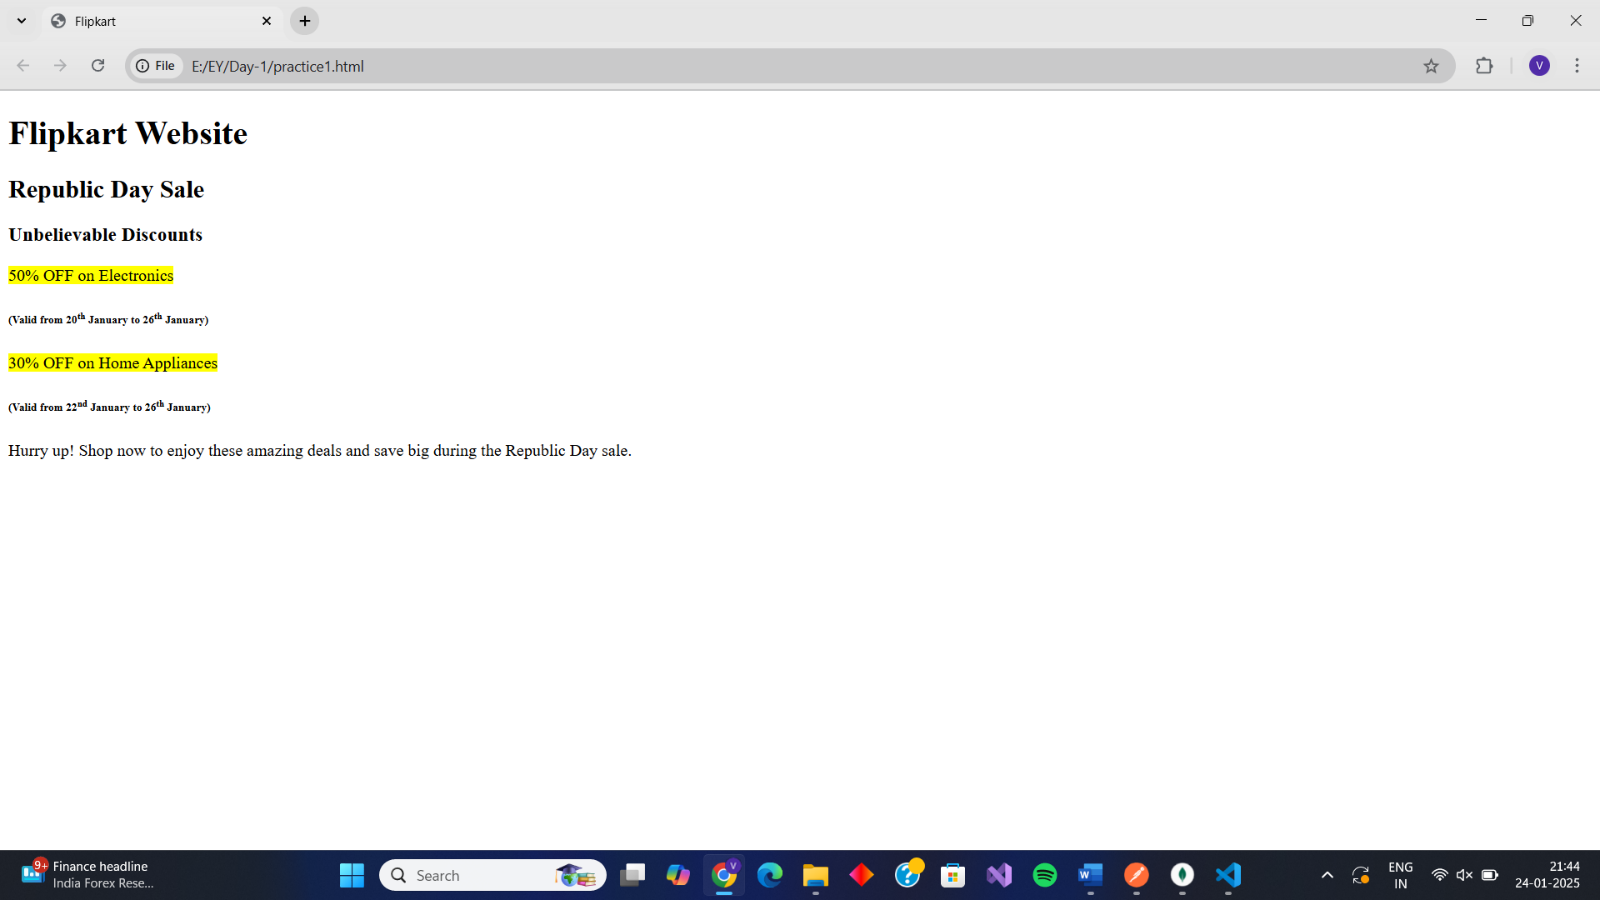 Flipkart
File
E:/EY/Day-1/practice1.html
V
Flipkart Website
Republic Day Sale
Unbelievable Discounts
50% OFF on Electronics
(Valid from 20th January to 26th January)
30% OFF on Home Appliances
(Valid from 22nd January to 26th January)
Hurry up! Shop now to enjoy these amazing deals and save big during the Republic Day sale.
9+
Finance headline
India Forex Rese...
Search
V
W
ENG
IN
21:44
24-01-2025